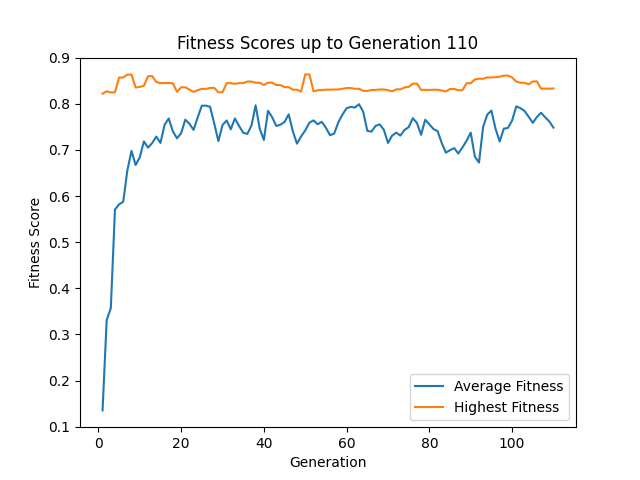 Fitness Scores up to Generation 110
0.9
0.8
0.7
0.6
0.5
0.4
0.3
0.2
0.1
Fitness Score
Average Fitness
Highest Fitness
0 20 40 60 80 100
Generation